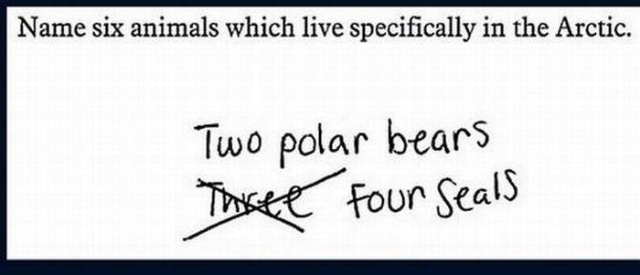 Name six animals which live specifically in the Arctic.
Two polar bears
Three Four Seals